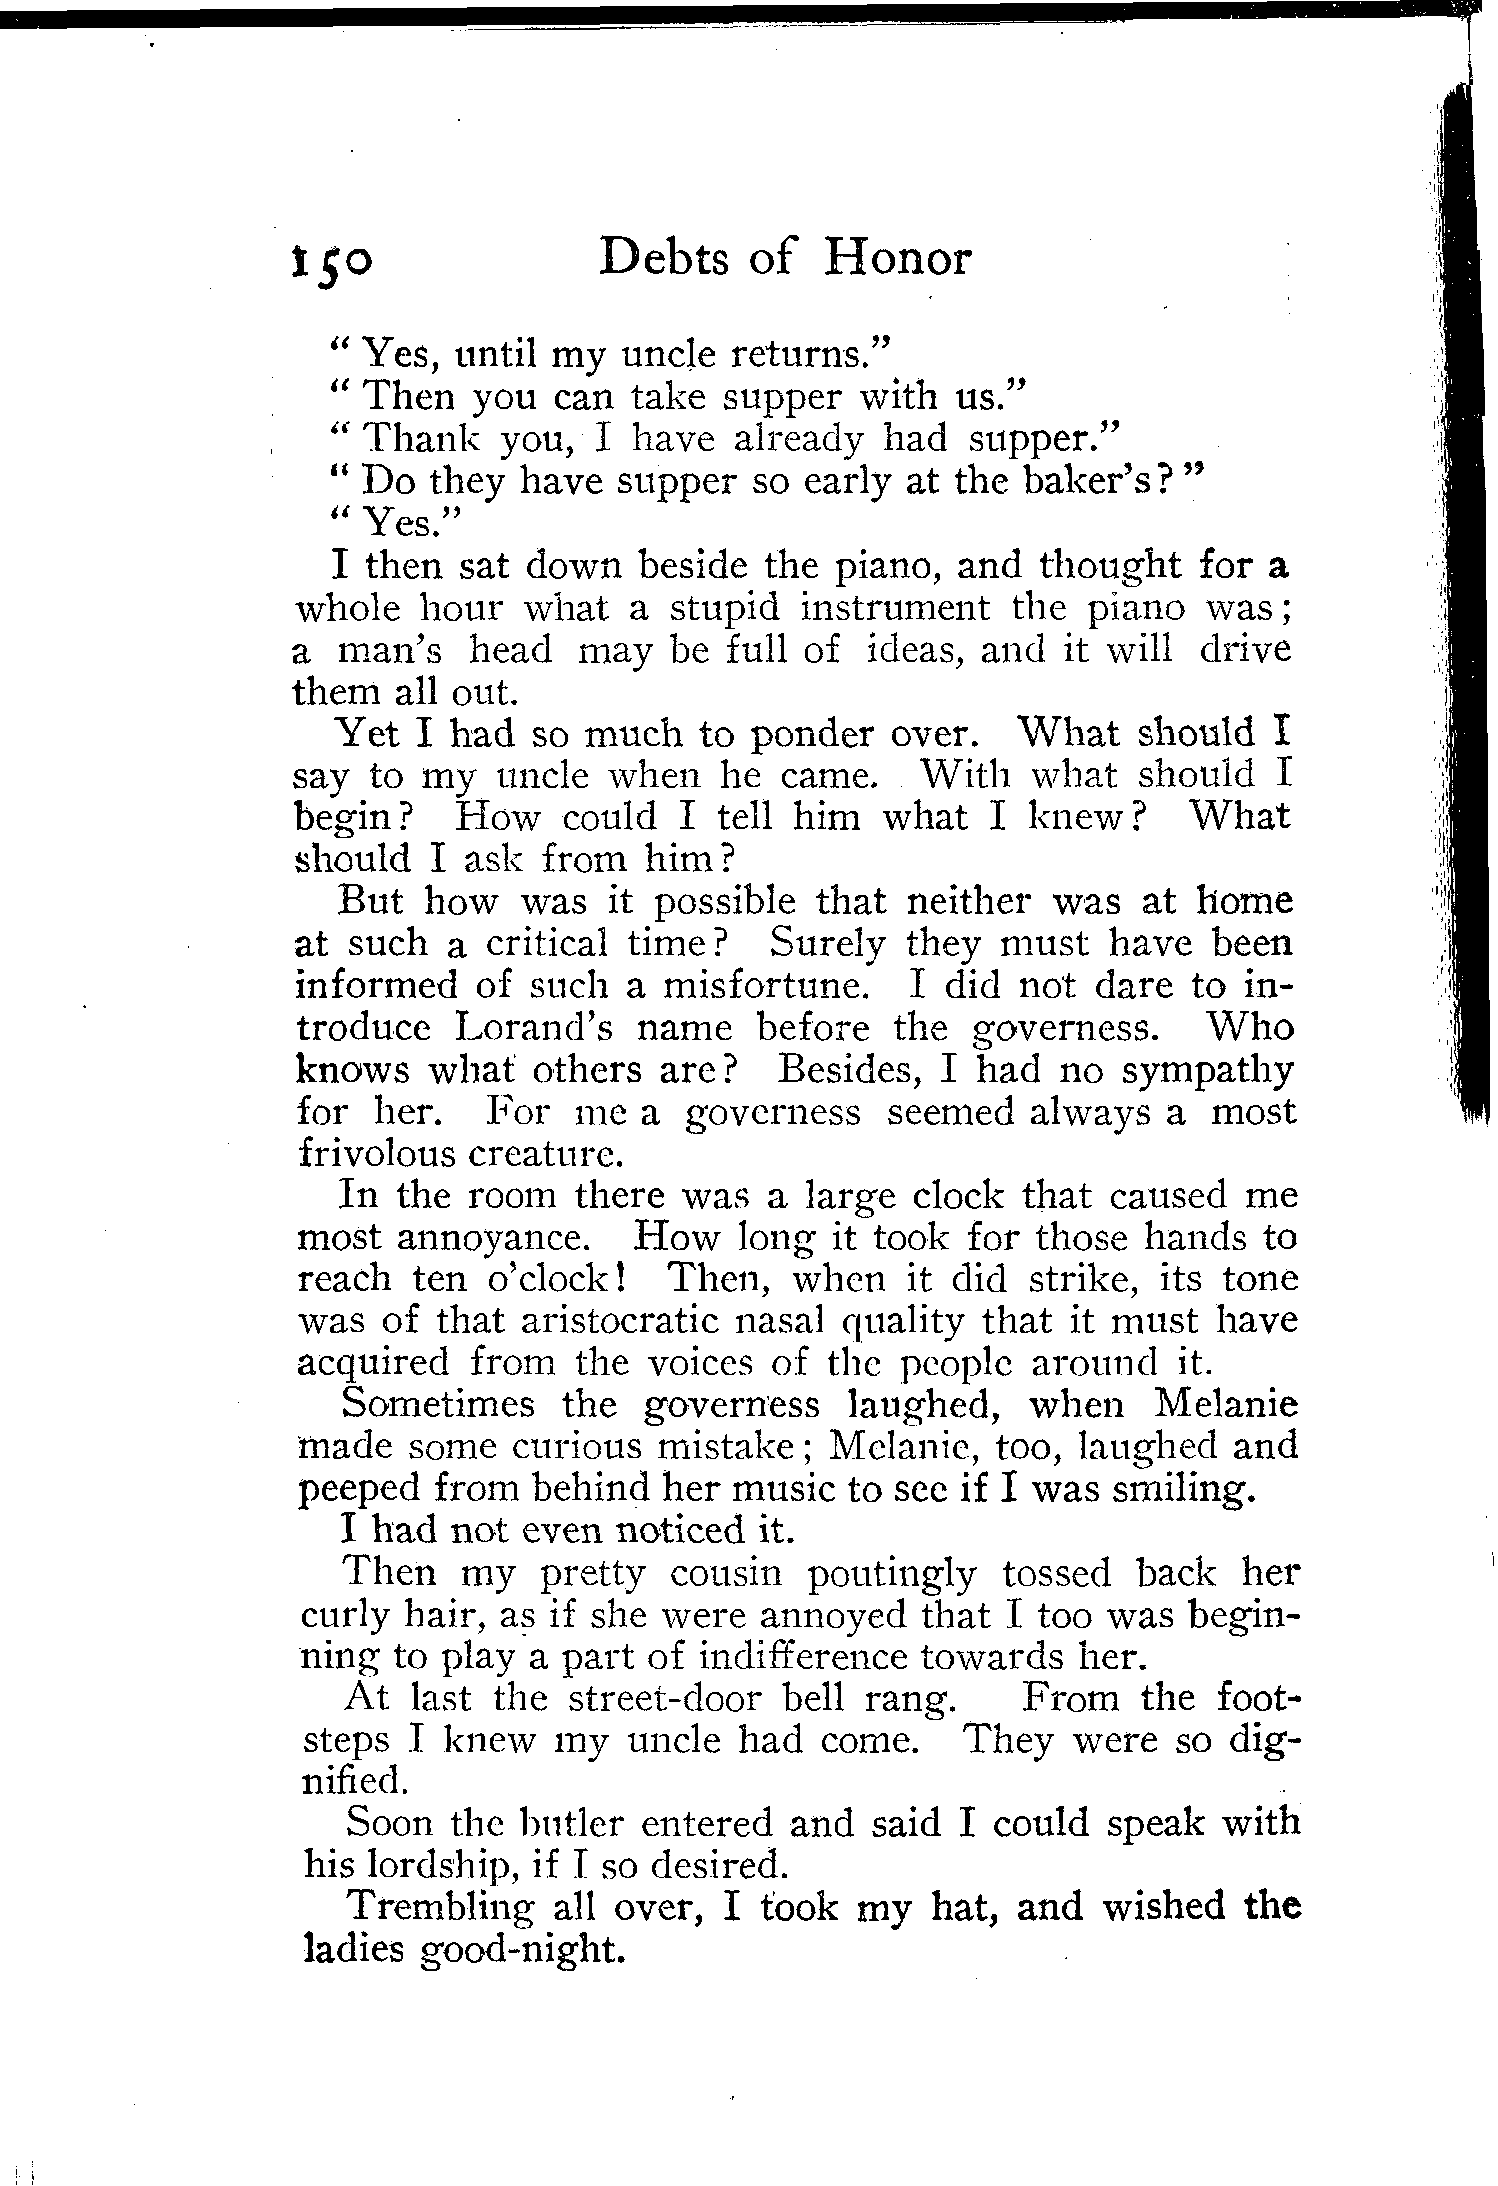 150 Debts of Honor
" Yes, until my uncle returns."
" Then you can take supper with us."
" Thank you, I have already had supper."
" Do they have supper so early at the baker's? "
" Yes."
I then sat down beside the piano, and thought for a
whole hour what a stupid instrument the piano was;
a man's head may be full of ideas, and it will drive
them all out.
Yet I had so much to ponder over. What should I
say to my uncle when he came. With what should I
begin? How could I tell him what I knew? What
should I ask from him?
But how was it possible that neither was at home
at such a critical time? Surely they must have been
informed of such a misfortune. I did not dare to in-
troduce Lorand's name before the governess. Who
knows what others are? Besides, I had no sympathy
for her. For me a governess seemed always a most
frivolous creature.
In the room there was a large clock that caused me
most annoyance. How long it took for those hands to
reach ten o'clock! Then, when it did strike, its tone
was of that aristocratic nasal quality that it must have
acquired from the voices of the people around it.
Sometimes the governess laughed, when Melanie
made some curious mistake; Melanie, too, laughed and
peeped from behind her music to see if I was smiling.
I had not even noticed it.
Then my pretty cousin poutingly tossed back her
curly hair, as if she were annoyed that I too was begin-
ning to play a part of indifference towards her.
At last the street-door bell rang. From the foot-
steps I knew my uncle had come. They were so dig-
nified.
Soon the butler entered and said I could speak with
his lordship, if I so desired.
Trembling all over, I took my hat, and wished the
ladies good-night.